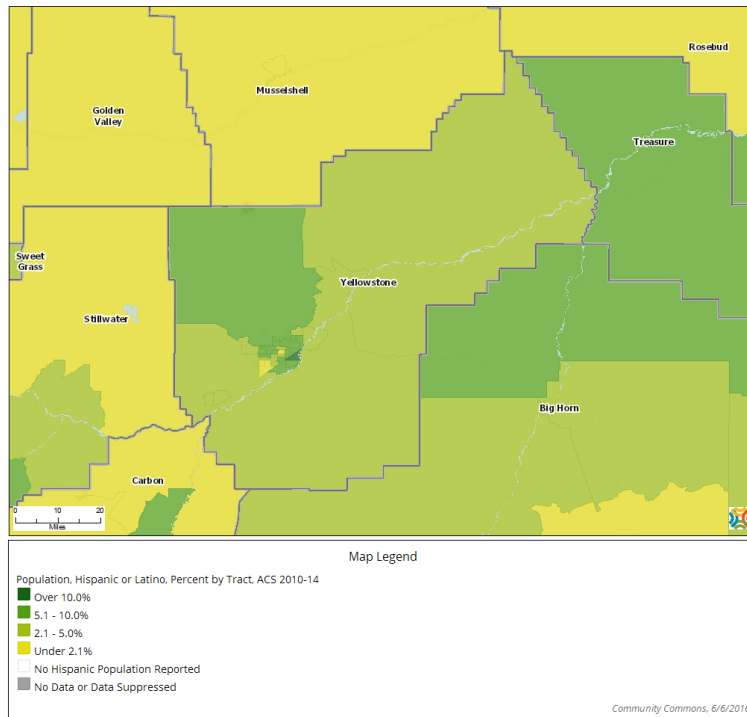 Rosebud
Musselshell
Golden
Valley
Treasure
Sweet
Grass
Yellowstone
Stillwater
Big Horn
Carbon
0 10 20
Miles
Map Legend
Population, Hispanic or Latino, Percent by Tract, ACS 2010-14
Over 10.0%
5.1 - 10.0%
2.1 - 5.0%
Under 2.1%
No Hispanic Population Reported
No Data or Data Suppressed
Community Commons, 6/6/2016